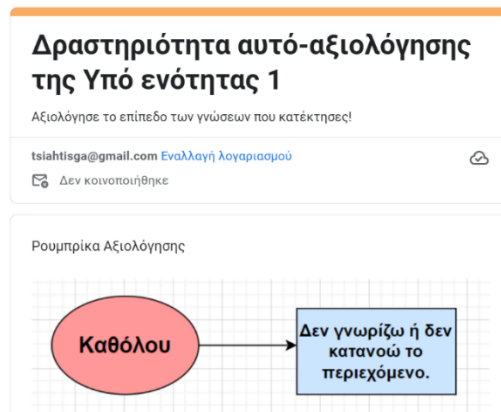 Δραστηριότητα αυτό-αξιολόγησης
της Υπό ενότητας 1
Αξιολόγησε το επίπεδο των γνώσεων που κατέκτησες!
tsiahtisga@gmail.com Εναλλαγή λογαριασμού
Δεν κοινοποιήθηκε
Ρουμπρίκα Αξιολόγησης
Καθόλου
Δεν γνωρίζω ή δεν
κατανοώ το
περιεχόμενο.